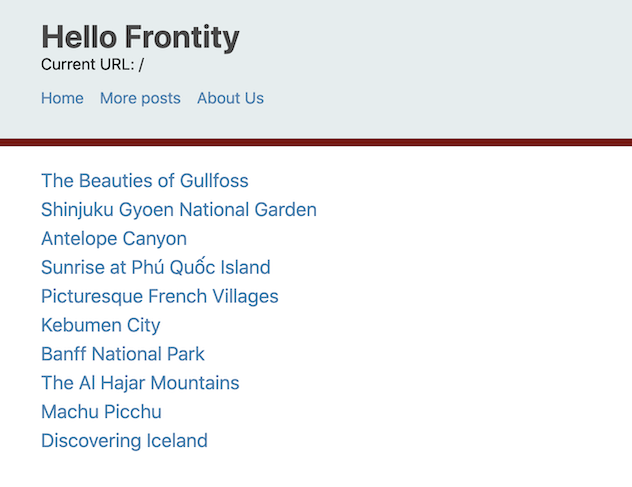 Hello Frontity
Current URL: /
Home More posts About Us
The Beauties of Gullfoss
Shinjuku Gyoen National Garden
Antelope Canyon
Sunrise at Phú Quốc Island
Picturesque French Villages
Kebumen City
Banff National Park
The Al Hajar Mountains
Machu Picchu
Discovering Iceland